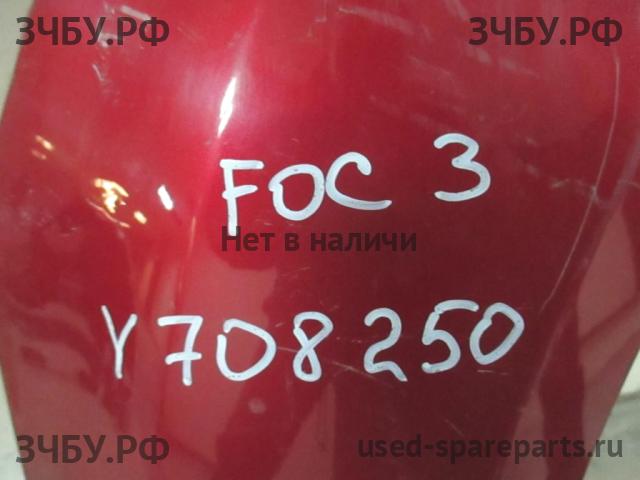 ЗЧБУ.РФ ЗЧБУ.РФ
FOC 3
Нет в наличи
Y708250
ЗЧБУ.РФ used-spareparts.ru